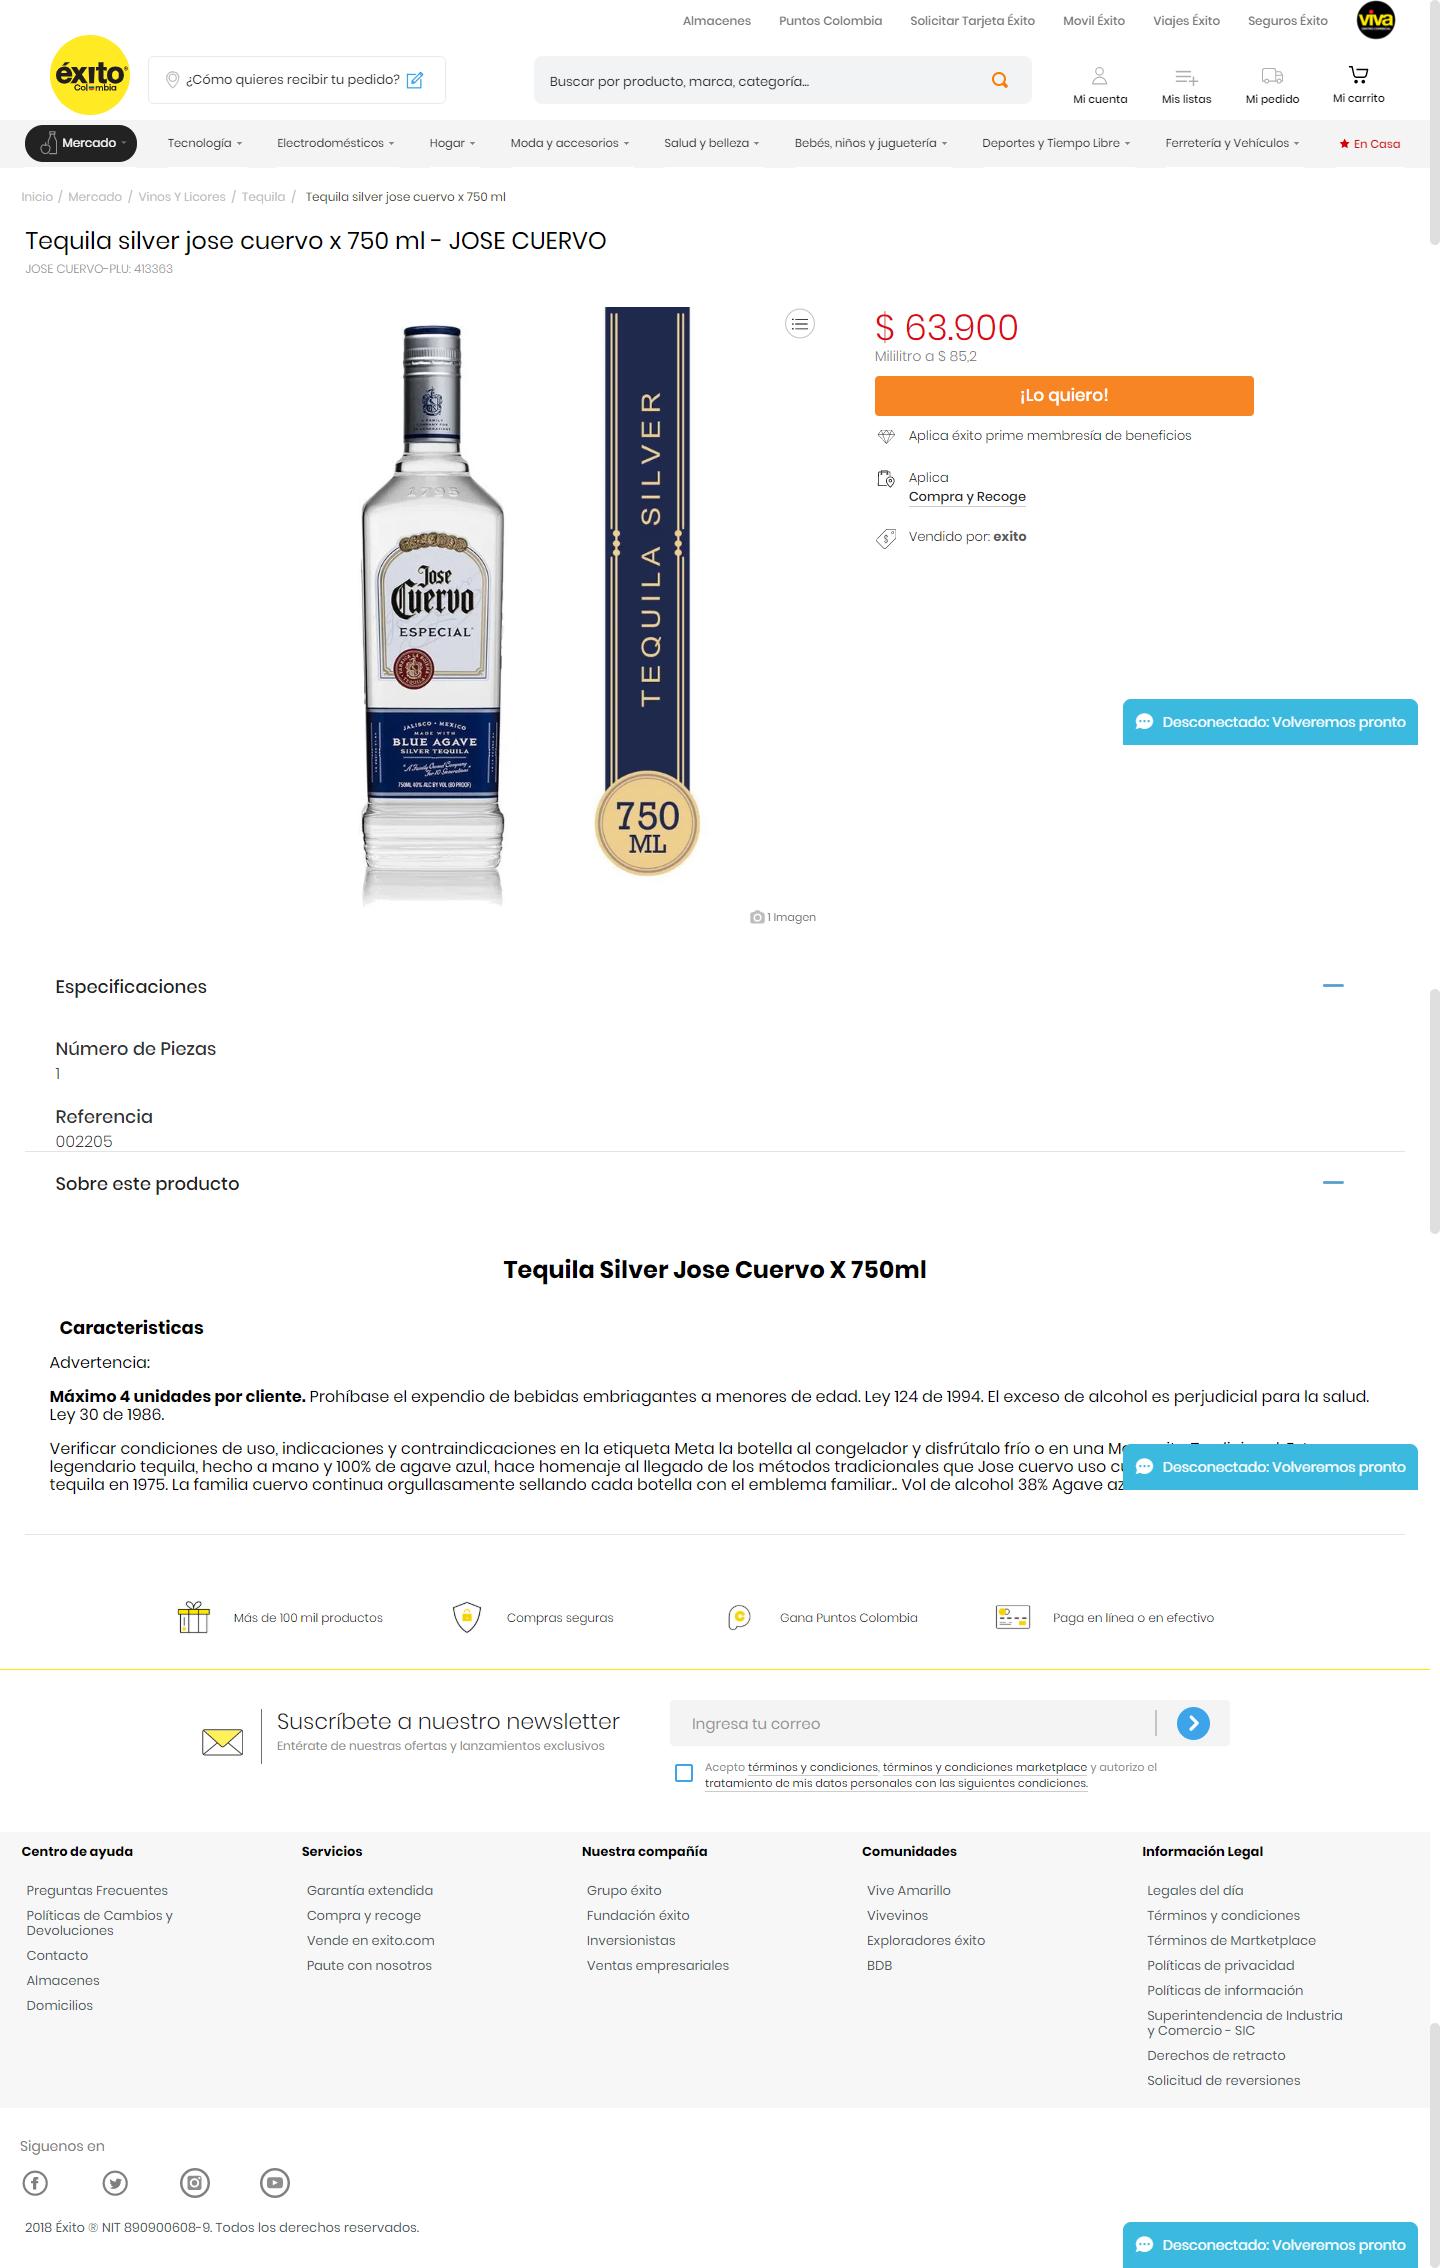 Almacenes Puntos Colombia Solicitar Tarjeta Éxito Movil Éxito Viajes Éxito Seguros Éxito viva
éxito
Colombia
¿Cómo quieres recibir tu pedido?
Buscar por producto, marca, categoría...
Mi cuenta Mis listas Mi pedido Mi carrito
Mercado Tecnología Electrodomésticos Hogar Moda y accesorios Salud y belleza Bebés, niños y juguetería Deportes y Tiempo Libre Ferretería y Vehículos En Casa
Inicio / Mercado / Vinos Y Licores / Tequila / Tequila silver jose cuervo x 750 ml
Tequila silver jose cuervo x 750 ml - JOSE CUERVO
JOSE CUERVO-PLU: 413363
1795
Jose
Cuervo
ESPECIAL
JALISCO • MEXICO
MADE WITH
BLUE AGAVE
SILVER TEQUILA
"A Family Owned Company
For 10 Generations"
750ML 40% ALC BY VOL (80 PROOF)
TEQUILA SILVER
750
ML
1 Imagen
$ 63.900
Mililitro a $ 85,2
¡Lo quiero!
Aplica éxito prime membresía de beneficios
Aplica
Compra y Recoge
Vendido por: exito
Desconectado: Volveremos pronto
Especificaciones
Número de Piezas
1
Referencia
002205
Sobre este producto
Tequila Silver Jose Cuervo X 750ml
Caracteristicas
Advertencia:
Máximo 4 unidades por cliente. Prohíbase el expendio de bebidas embriagantes a menores de edad. Ley 124 de 1994. El exceso de alcohol es perjudicial para la salud.
Ley 30 de 1986.
Verificar condiciones de uso, indicaciones y contraindicaciones en la etiqueta Meta la botella al congelador y disfrútalo frío o en una
legendario tequila, hecho a mano y 100% de agave azul, hace homenaje al llegado de los métodos tradicionales que Jose cuervo uso
tequila en 1975. La familia cuervo continua orgullasamente sellando cada botella con el emblema familiar.. Vol de alcohol 38% Agave
Desconectado: Volveremos pronto
Más de 100 mil productos Compras seguras Gana Puntos Colombia Paga en línea o en efectivo
Suscríbete a nuestro newsletter
Entérate de nuestras ofertas y lanzamientos exclusivos
Ingresa tu correo
Acepto términos y condiciones, términos y condiciones marketplace y autorizo el
tratamiento de mis datos personales con las siguientes condiciones.
Centro de ayuda
Preguntas Frecuentes
Políticas de Cambios y
Devoluciones
Contacto
Almacenes
Domicilios
Servicios
Garantía extendida
Compra y recoge
Vende en exito.com
Paute con nosotros
Nuestra compañía
Grupo éxito
Fundación éxito
Inversionistas
Ventas empresariales
Comunidades
Vive Amarillo
Vivevinos
Exploradores éxito
BDB
Información Legal
Legales del día
Términos y condiciones
Términos de Martketplace
Políticas de privacidad
Políticas de información
Superintendencia de Industria
y Comercio - SIC
Derechos de retracto
Solicitud de reversiones
Siguenos en
2018 Éxito ® NIT 890900608-9. Todos los derechos reservados.
Desconectado: Volveremos pronto